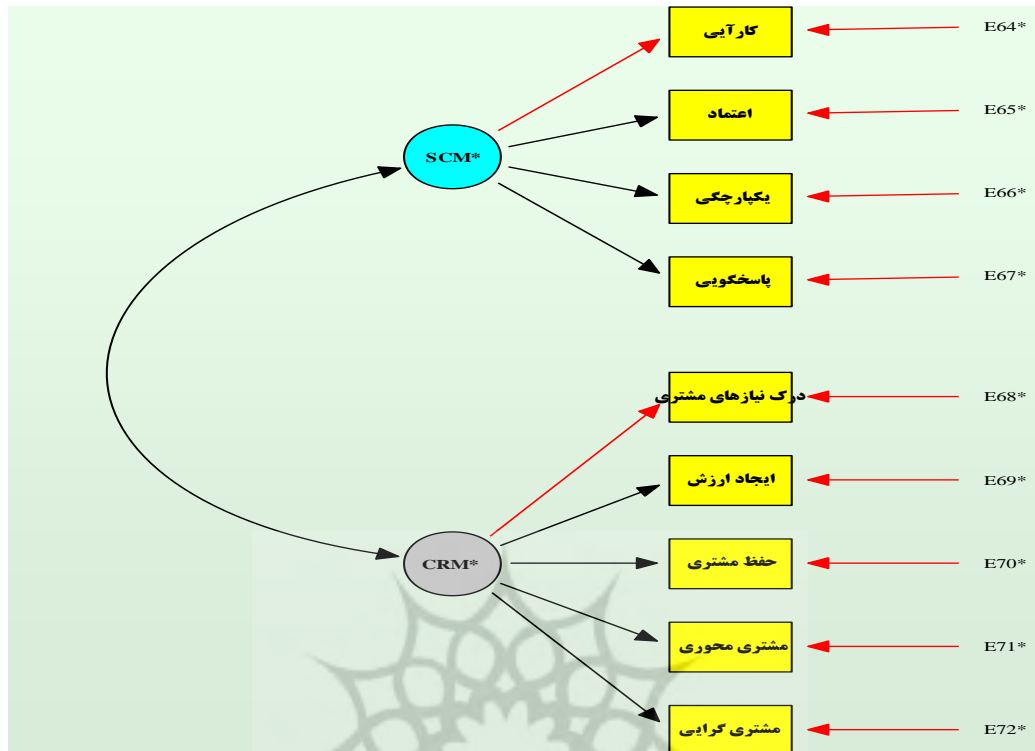 کارآیی
E64*
اعتماد
E65*
SCM*
یکپارچگی
E66*
پاسخگویی
E67*
درک نیازهای مشتری
E68*
ایجاد ارزش
E69*
CRM*
حفظ مشتری
E70*
مشتری محوری
E71*
مشتری گرایی
E72*